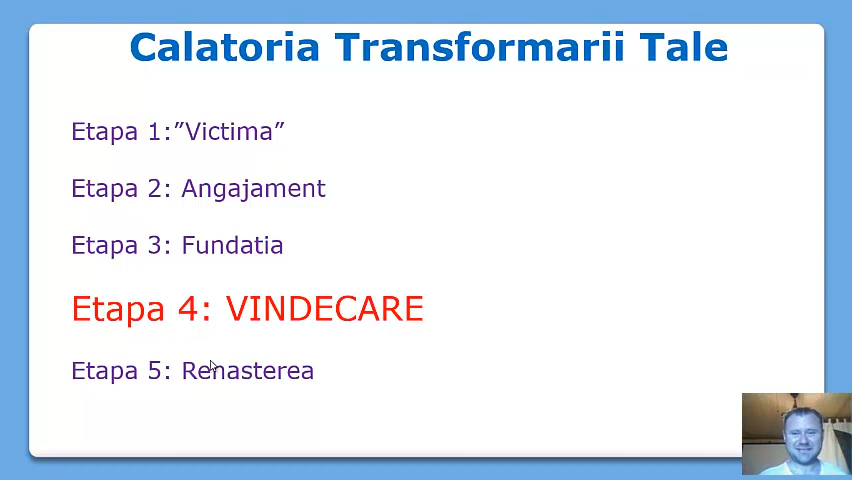 Calatoria Transformarii Tale
Etapa 1:”Victima”
Etapa 2: Angajament
Etapa 3: Fundatia
Etapa 4: VINDECARE
Etapa 5: Renasterea